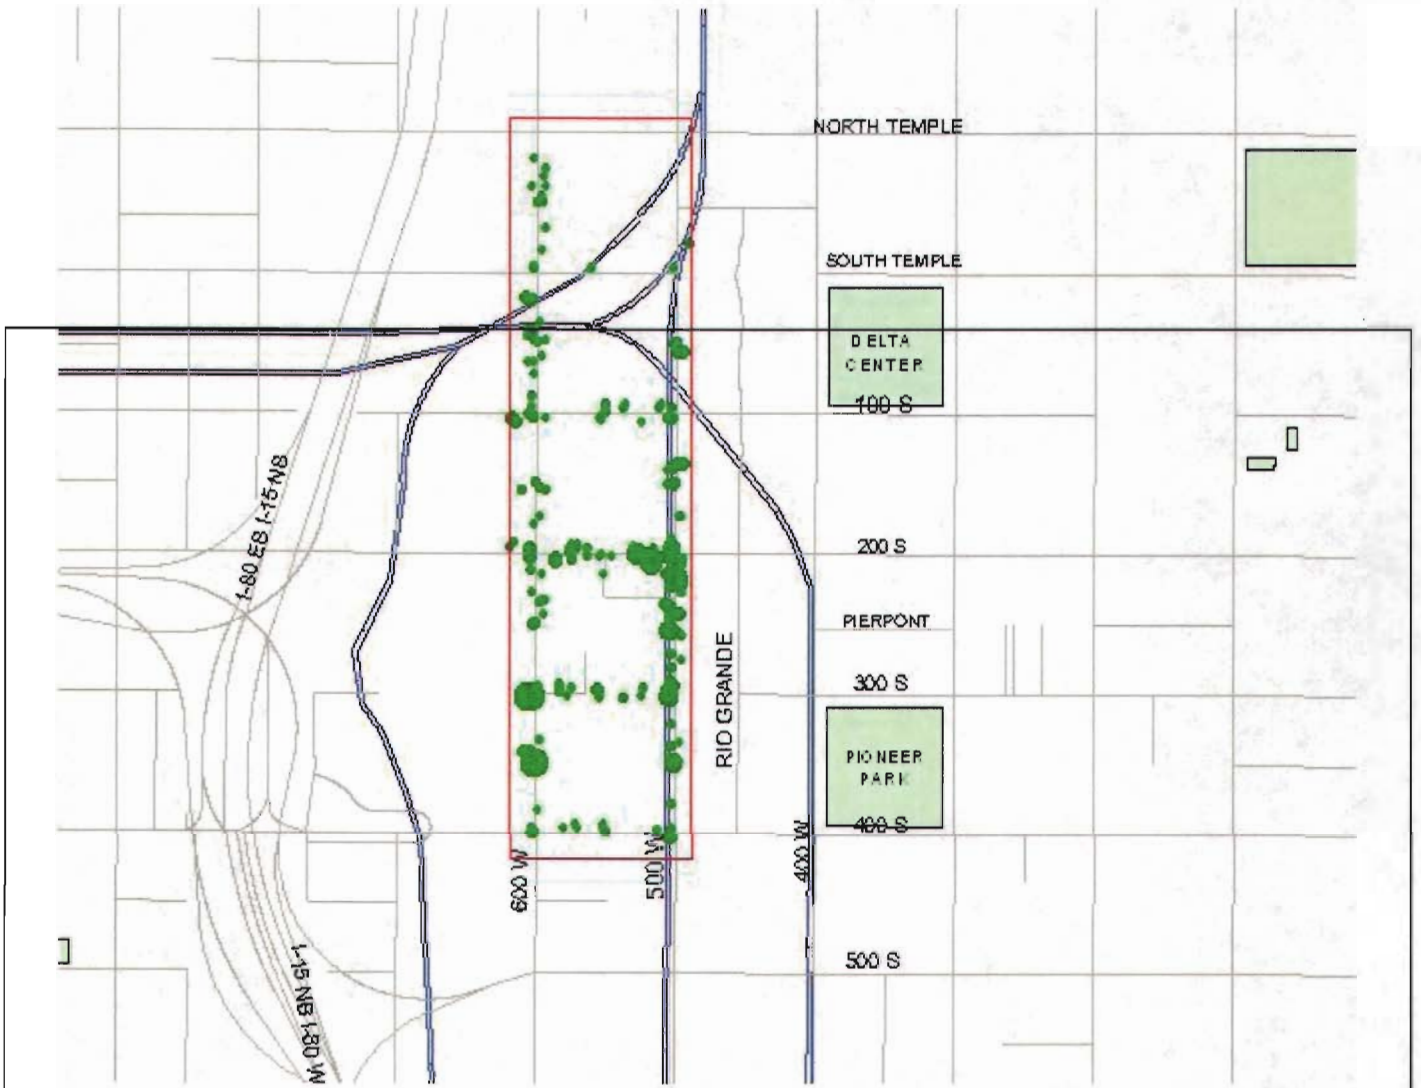 NORTH TEMPLE
SOUTH TEMPLE
DELTA
CENTER
100 S
I-80 EB I-15 NB
200 S
PIERPONT
300 S
RIO GRANDE
PIONEER
PARK
400 S
600 W
500 W
400 W
500 S
I-15 NB I-80 W